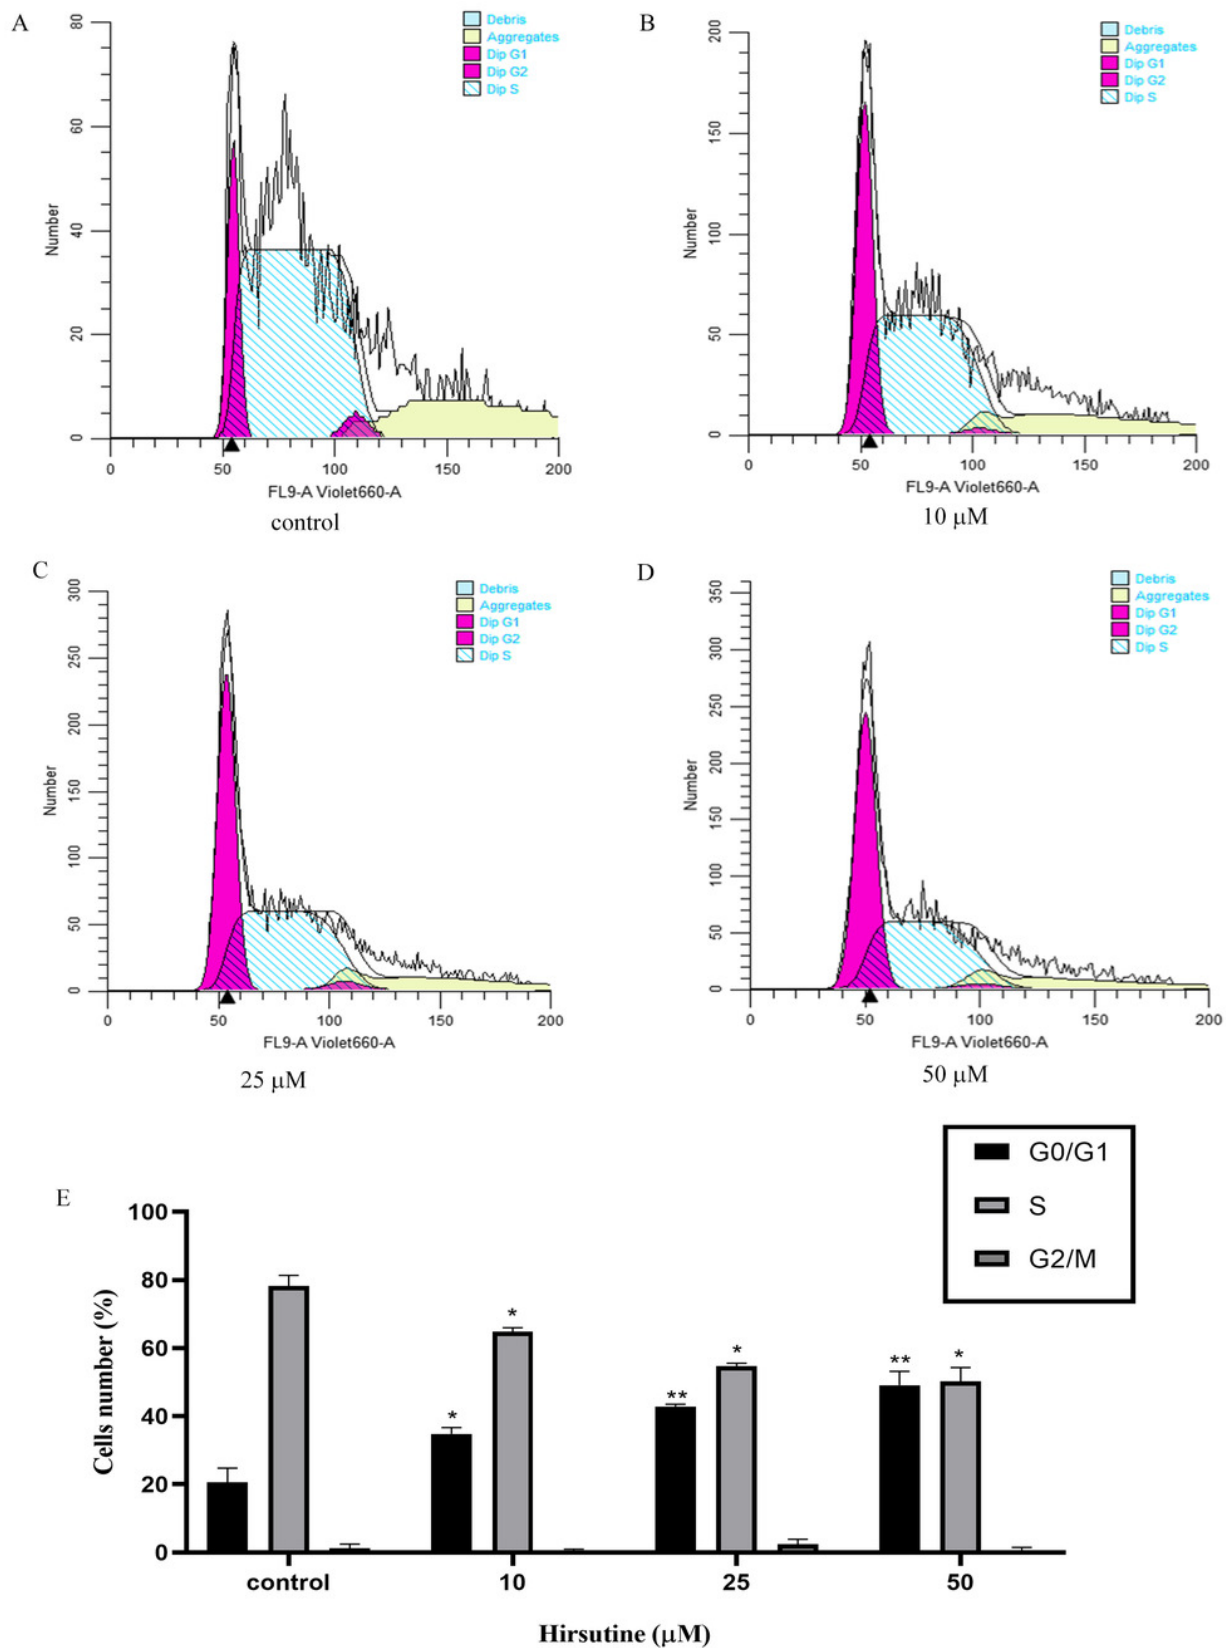 A
80
60
40
20
0
Number
Debris
Aggregates
Dip G1
Dip G2
Dip S
0 50 100 150 200
FL9-A Violet660-A
control
B
200
150
100
50
0
Number
Debris
Aggregates
Dip G1
Dip G2
Dip S
0 50 100 150 200
FL9-A Violet660-A
10 μM
C
300
250
200
150
100
50
0
Number
Debris
Aggregates
Dip G1
Dip G2
Dip S
0 50 100 150 200
FL9-A Violet660-A
25 μM
D
350
300
250
200
150
100
50
0
Number
Debris
Aggregates
Dip G1
Dip G2
Dip S
0 50 100 150 200
FL9-A Violet660-A
50 μM
E
G0/G1
S
G2/M
Cells number (%)
100
80
60
40
20
0
* * ** * ** *
control 10 25 50
Hirsutine (μM)